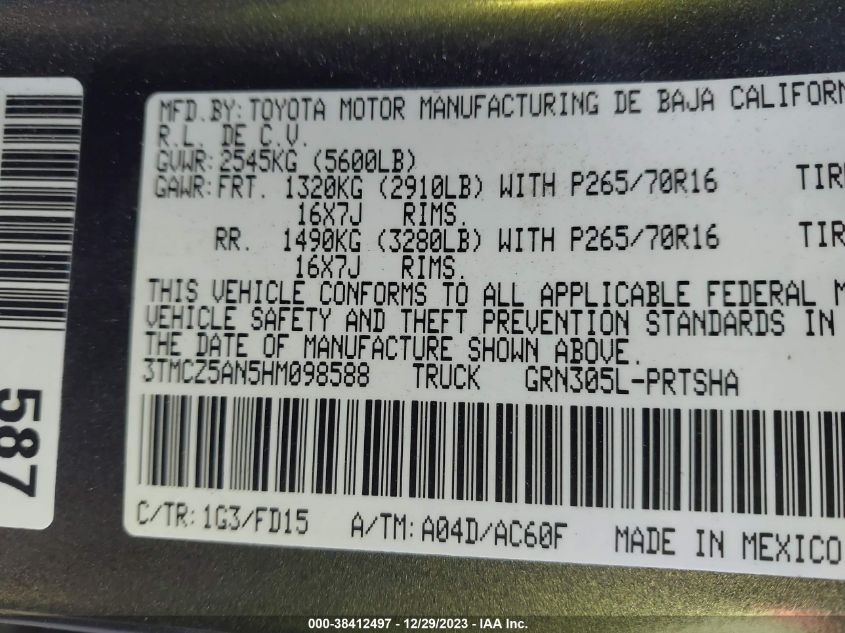 MFD.BY: TOYOTA MOTOR MANUFACTURING DE BAJA CALIFORN
R.L. DE C.V.
GVWR: 2545KG (5600LB)
GAWR: FRT. 1320KG (2910LB) WITH P265/70R16 TIR
16X7J RIMS.
RR. 1490KG (3280LB) WITH P265/70R16 TIR
16X7J RIMS.
THIS VEHICLE CONFORMS TO ALL APPLICABLE FEDERAL M
VEHICLE SAFETY AND THEFT PREVENTION STANDARDS IN
THE DATE OF MANUFACTURE SHOWN ABOVE.
3TMCZ5AN5HM098588 TRUCK GRN305L-PRTSHA
C/TR: 1G3/FD15 A/TM: A04D/AC60F MADE IN MEXICO
587
000-38412497 - 12/29/2023 - IAA Inc.